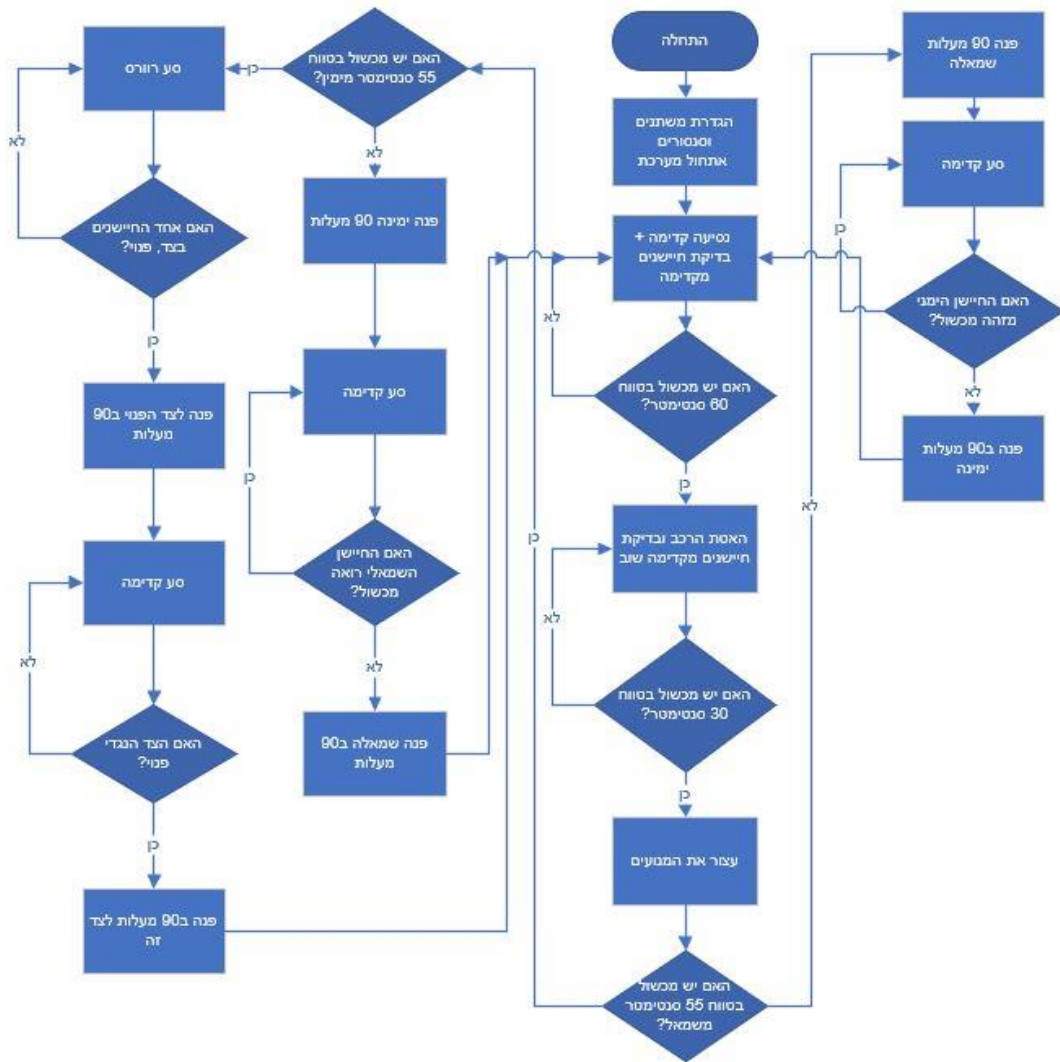 התחלה
הגדרת משתנים
וסנסורים
אתחול מערכת
נסיעה קדימה +
בדיקת חיישנים
מקדימה
לא
האם יש מכשול בטווח
60 סנטימטר?
כן
האטת הרכב ובדיקת
חיישנים מקדימה שוב
לא
האם יש מכשול בטווח
30 סנטימטר?
כן
עצור את המנועים
האם יש מכשול
בטווח 55 סנטימטר
משמאל?
לא
כן
פנה 90 מעלות
שמאלה
סע קדימה
כן
האם החיישן הימני
מזהה מכשול?
לא
פנה ב90 מעלות
ימינה
האם יש מכשול בטווח
55 סנטימטר מימין?
כן
לא
פנה ימינה 90 מעלות
סע קדימה
כן
האם החיישן
השמאלי רואה
מכשול?
לא
פנה שמאלה ב90
מעלות
סע רוורס
לא
האם אחד החיישנים
בצד, פנוי?
כן
פנה לצד הפנוי ב90
מעלות
סע קדימה
לא
האם הצד הנגדי
פנוי?
כן
פנה ב90 מעלות לצד
זה